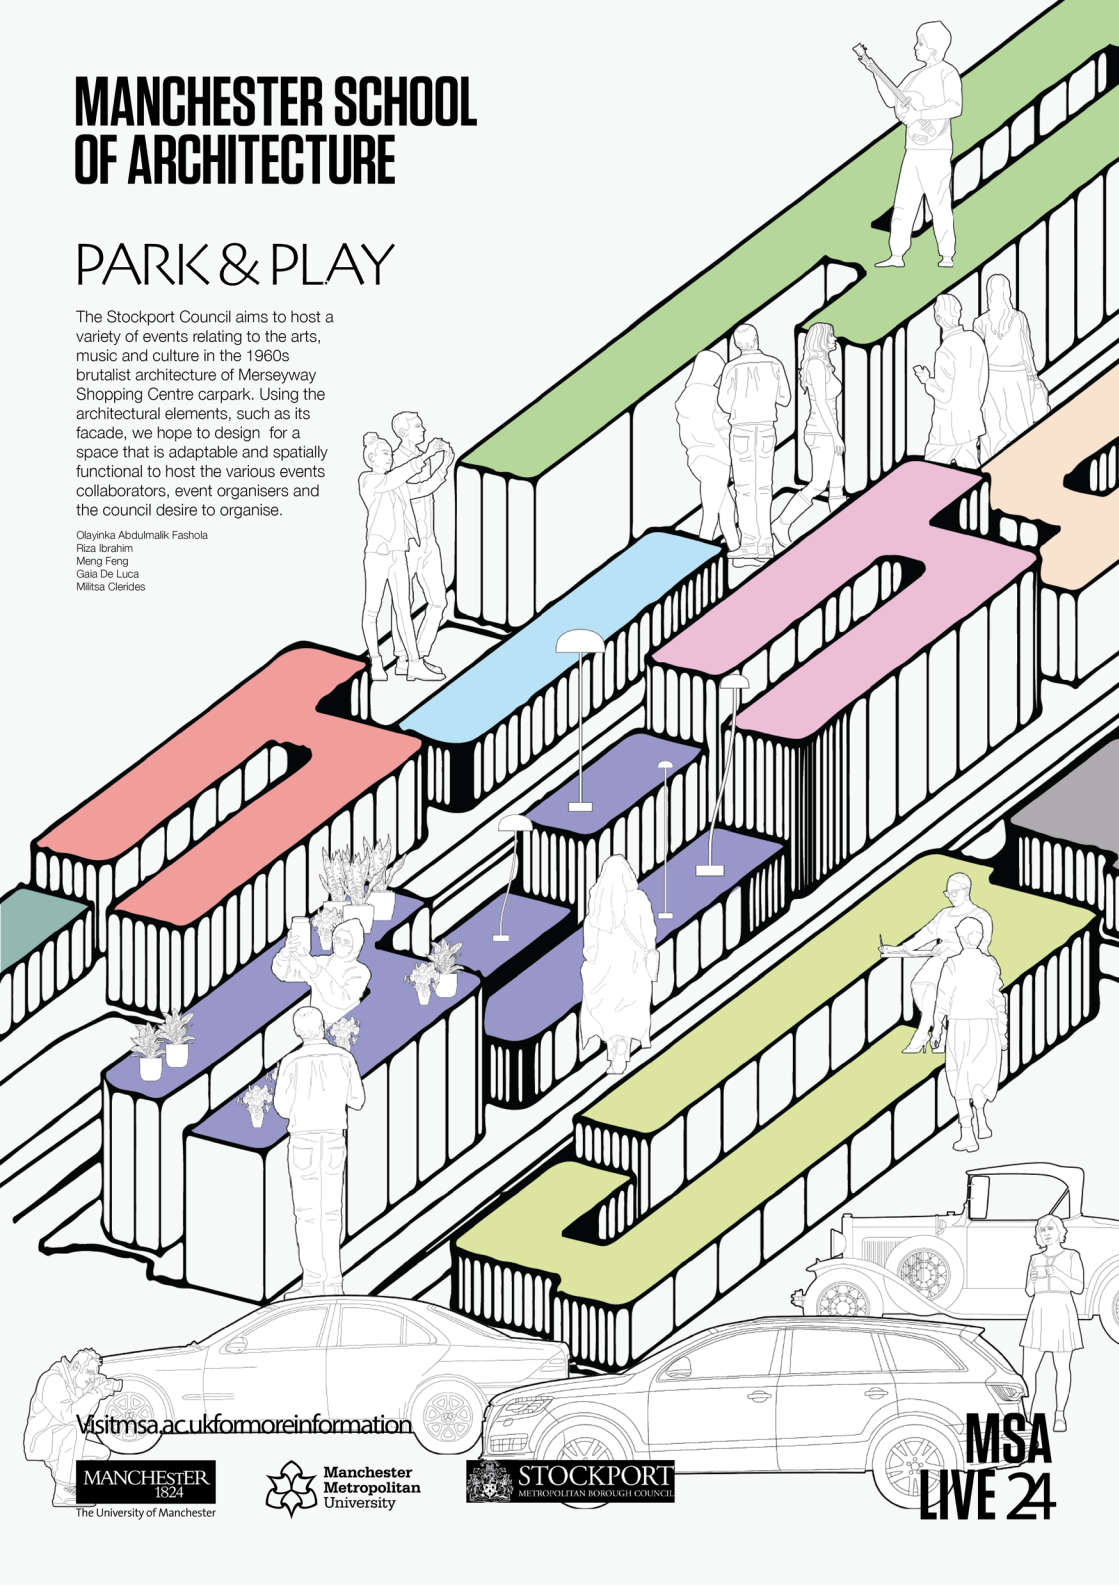 MANCHESTER SCHOOL
OF ARCHITECTURE
PARK & PLAY
The Stockport Council aims to host a
variety of events relating to the arts,
music and culture in the 1960s
brutalist architecture of Merseyway
Shopping Centre carpark. Using the
architectural elements, such as its
facade, we hope to design  for a
space that is adaptable and spatially
functional to host the various events
collaborators, event organisers and
the council desire to organise.
Olayinka Abdulmalik Fashola
Riza Ibrahim
Meng Feng
Gaia De Luca
Militsa Clerides
Visitmsa.ac.ukformoreinformation
MANCHESTER
1824
The University of Manchester
Manchester
Metropolitan
University
STOCKPORT
METROPOLITAN BOROUGH COUNCIL
MSA
LIVE 24